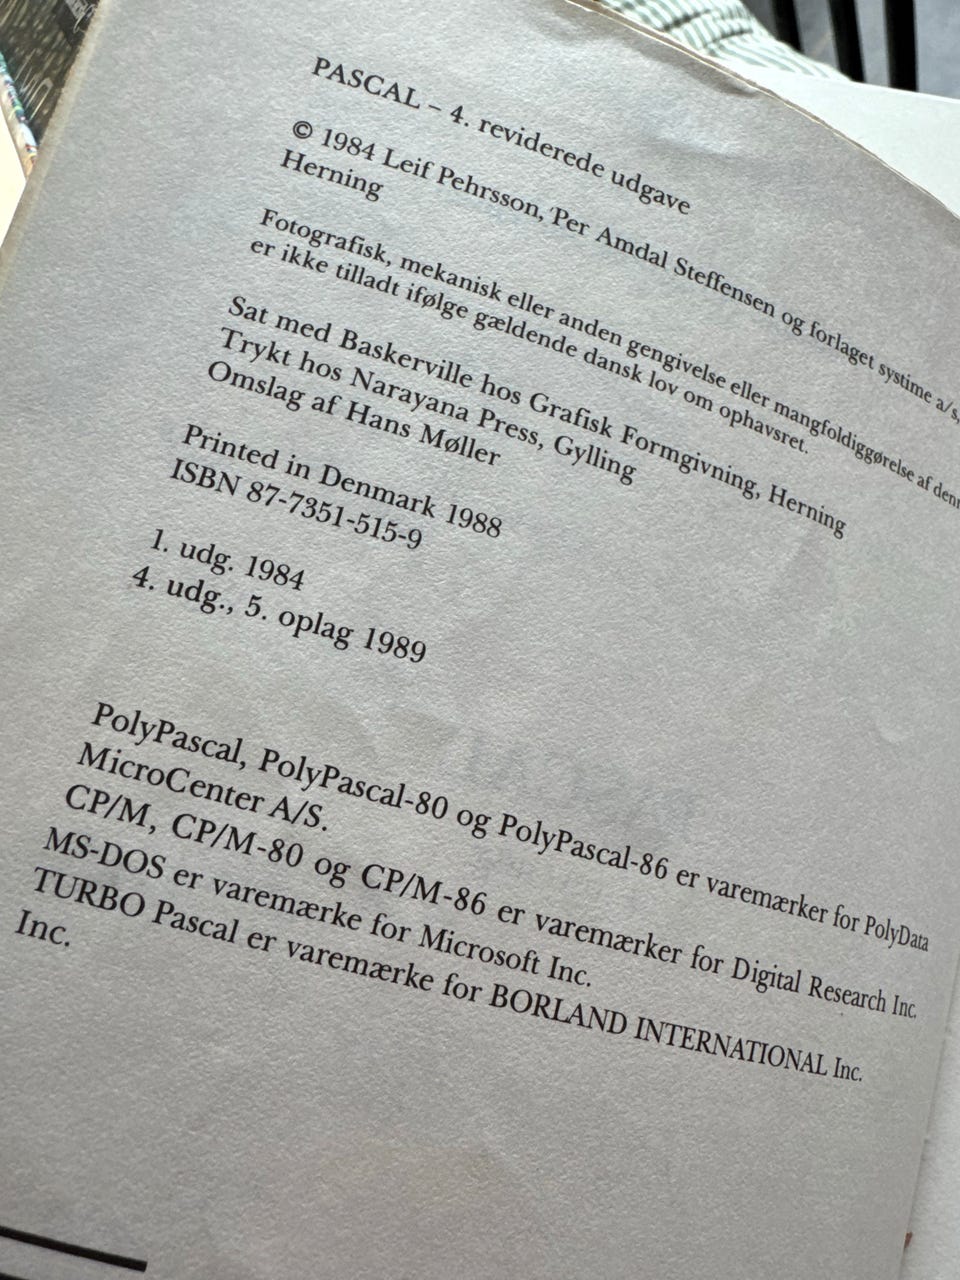 PASCAL – 4. reviderede udgave
© 1984 Leif Pehrsson, Per Amdal Steffensen og forlaget systime a/s,
Herning
Fotografisk, mekanisk eller anden gengivelse eller mangfoldiggørelse af
er ikke tilladt ifølge gældende dansk lov om ophavsret.
Sat med Baskerville hos Grafisk Formgivning, Herning
Trykt hos Narayana Press, Gylling
Omslag af Hans Møller
Printed in Denmark 1988
ISBN 87-7351-515-9
1. udg. 1984
4. udg., 5. oplag 1989
PolyPascal, PolyPascal-80 og PolyPascal-86 er varemærker for PolyData
MicroCenter A/S.
CP/M, CP/M-80 og CP/M-86 er varemærker for Digital Research Inc.
MS-DOS er varemærke for Microsoft Inc.
TURBO Pascal er varemærke for BORLAND INTERNATIONAL Inc.
Inc.